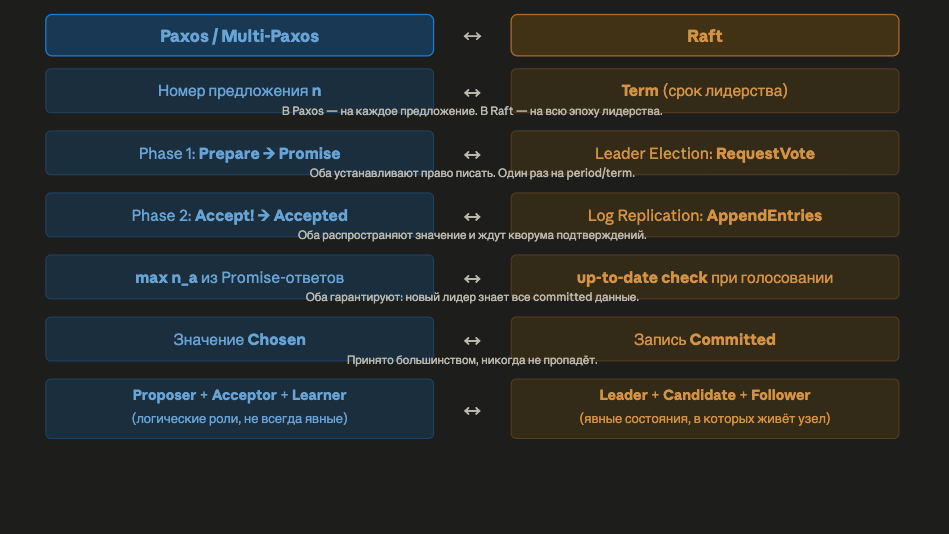 Paxos / Multi-Paxos ↔ Raft
Номер предложения n ↔ Term (срок лидерства)
В Paxos — на каждое предложение. В Raft — на всю эпоху лидерства.
Phase 1: Prepare → Promise ↔ Leader Election: RequestVote
Оба устанавливают право писать. Один раз на period/term.
Phase 2: Accept! → Accepted ↔ Log Replication: AppendEntries
Оба распространяют значение и ждут кворума подтверждений.
max n_a из Promise-ответов ↔ up-to-date check при голосовании
Оба гарантируют: новый лидер знает все committed данные.
Значение Chosen ↔ Запись Committed
Принято большинством, никогда не пропадёт.
Proposer + Acceptor + Learner ↔ Leader + Candidate + Follower
(логические роли, не всегда явные) (явные состояния, в которых живёт узел)